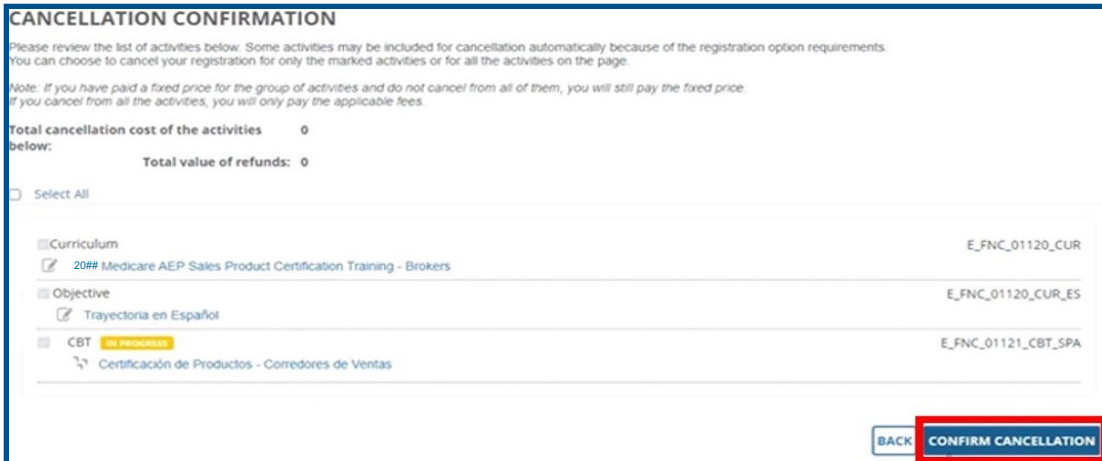 CANCELLATION CONFIRMATION
Please review the list of activities below. Some activities may be included for cancellation automatically because of the registration option requirements.
You can choose to cancel your registration for only the marked activities or for all the activities on the page.
Note: If you have paid a fixed price for the group of activities and do not cancel from all of them, you will still pay the fixed price.
If you cancel from all the activities, you will only pay the applicable fees.
Total cancellation cost of the activities 0
below:
Total value of refunds: 0
Select All
Curriculum E_FNC_01120_CUR
20## Medicare AEP Sales Product Certification Training - Brokers
Objective E_FNC_01120_CUR_ES
Trayectoria en Español
CBT IN PROGRESS E_FNC_01121_CBT_SPA
Certificación de Productos - Corredores de Ventas
BACK CONFIRM CANCELLATION